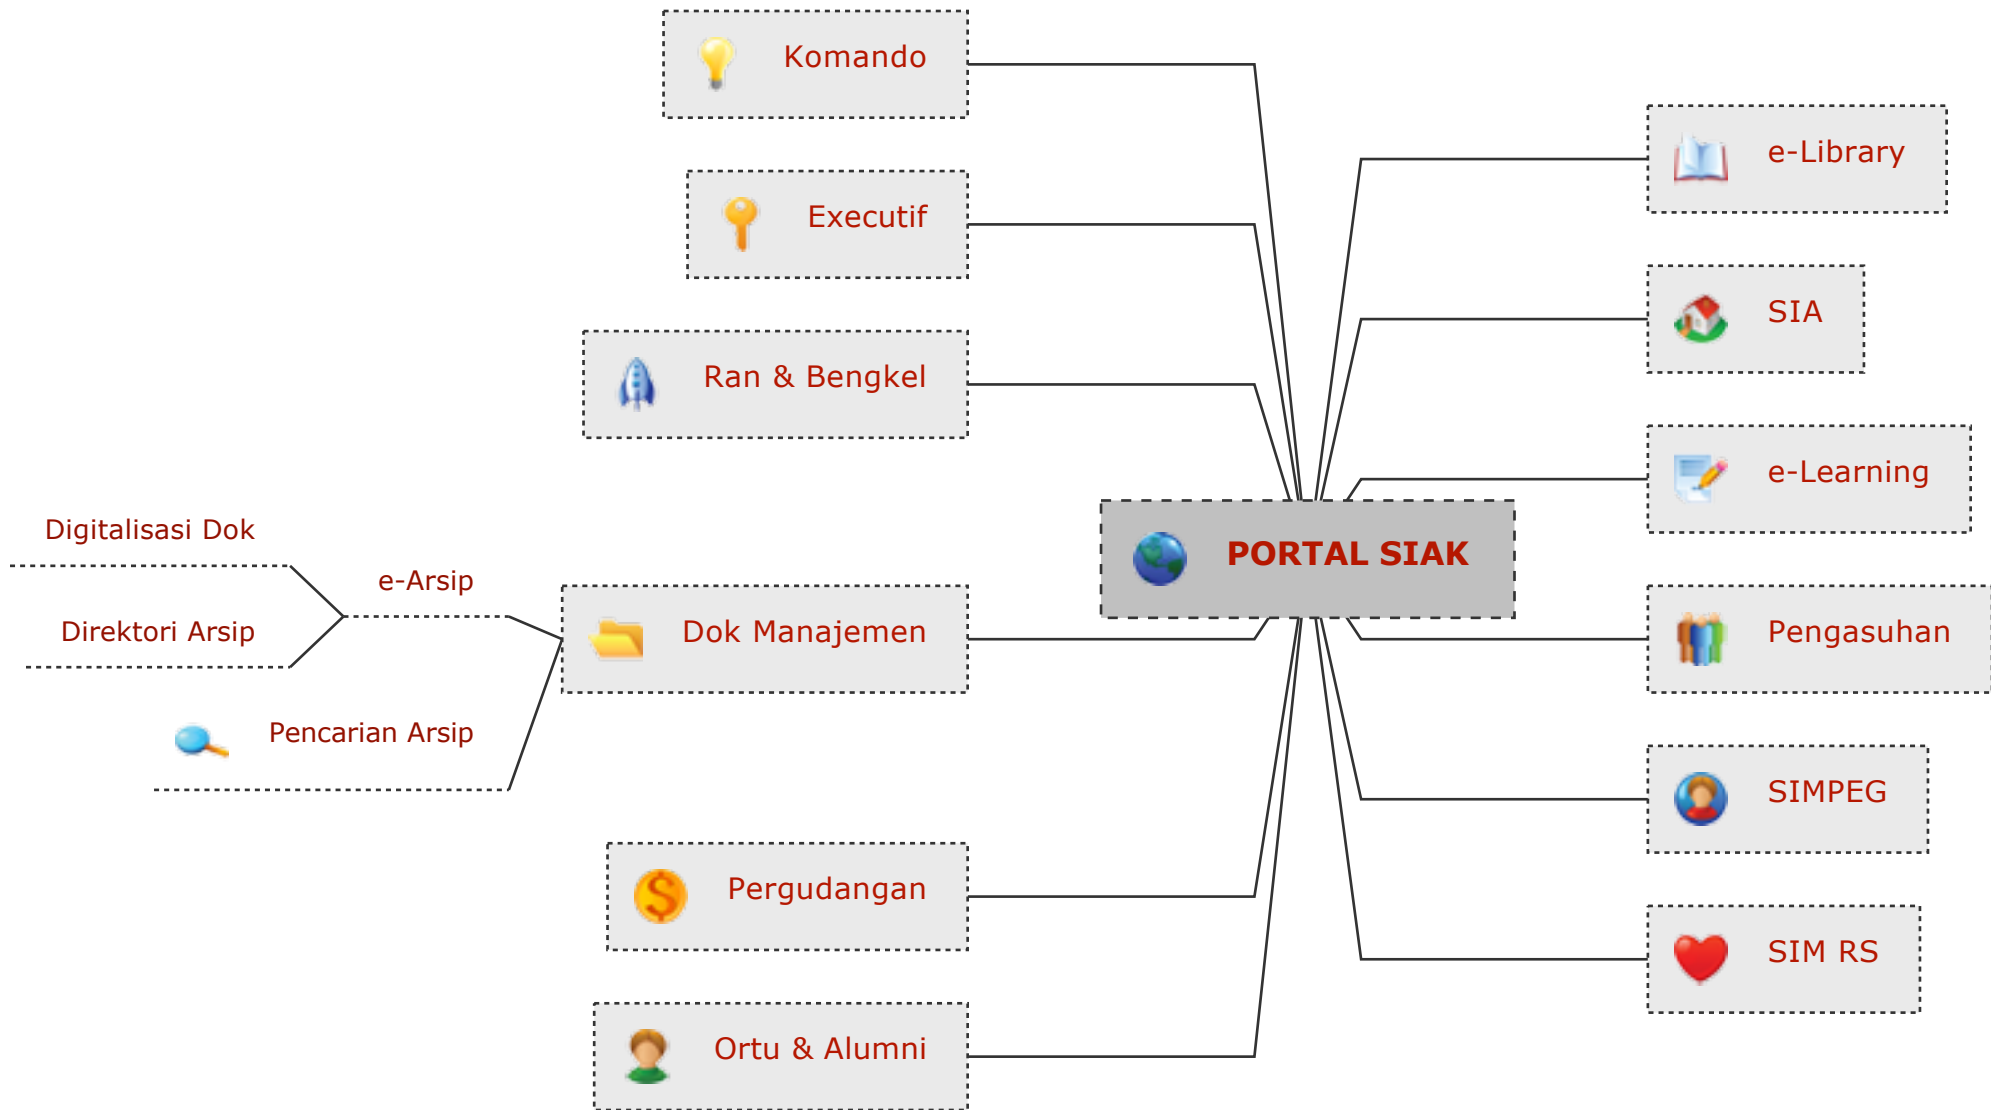 Komando
Executif
Ran & Bengkel
Digitalisasi Dok
e-Arsip
Direktori Arsip
Dok Manajemen
Pencarian Arsip
Pergudangan
Ortu & Alumni
PORTAL SIAK
e-Library
SIA
e-Learning
Pengasuhan
SIMPEG
SIM RS